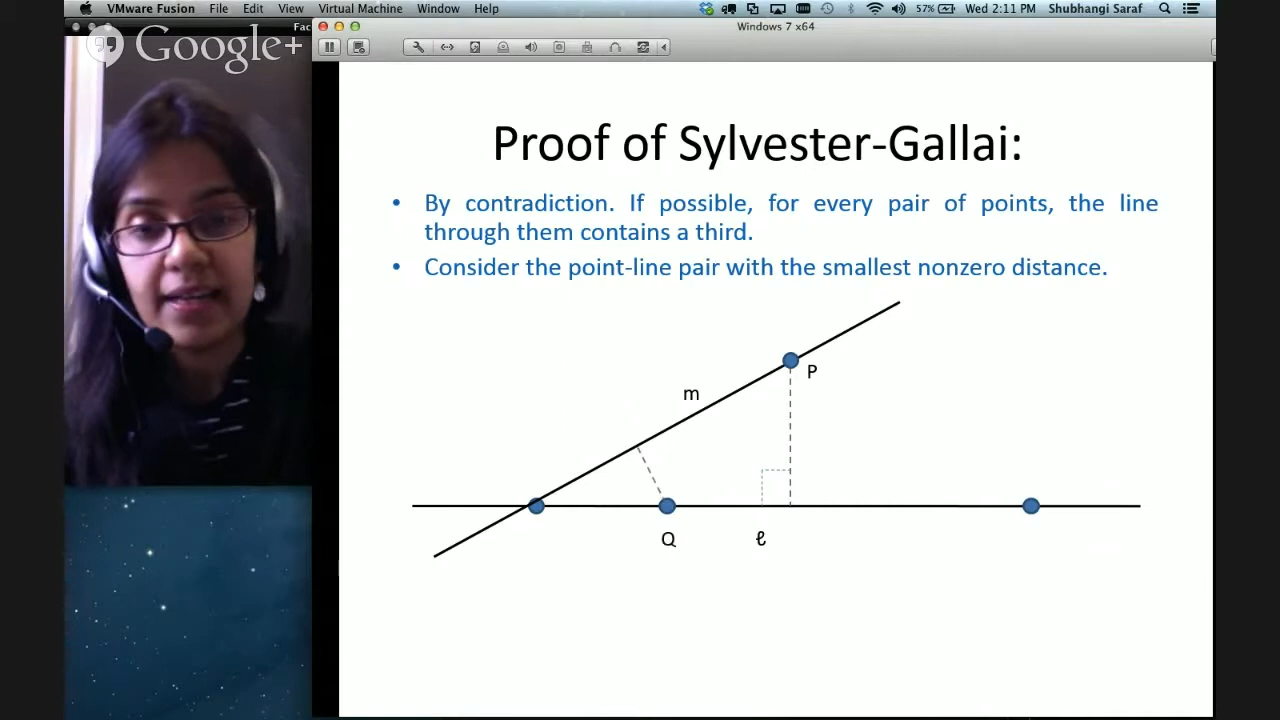 VMware Fusion File Edit View Virtual Machine Window Help 57% Wed 2:11 PM Shubhangi Saraf
Fac
Windows 7 x64
Google+
Proof of Sylvester-Gallai:
• By contradiction. If possible, for every pair of points, the line
through them contains a third.
• Consider the point-line pair with the smallest nonzero distance.
P
m
Q ℓ